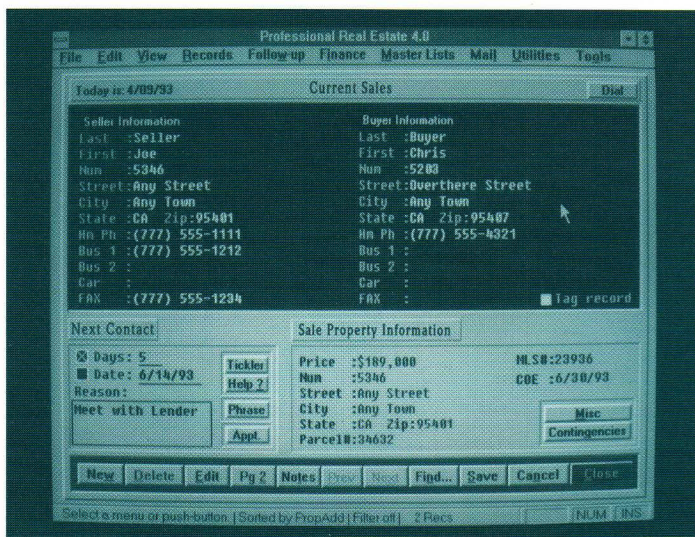 Professional Real Estate 4.0
File Edit View Records Follow-up Finance Master Lists Mail Utilities Tools
Today is: 4/09/93 Current Sales Dial
Seller Information Buyer Information
Last :Seller Last :Buyer
First :Joe First :Chris
Num :5346 Num :5203
Street:Any Street Street:Overthere Street
City :Any Town City :Any Town
State :CA Zip:95401 State :CA Zip:95407
Hm Ph :(777) 555-1111 Hm Ph :(777) 555-4321
Bus 1 :(777) 555-1212 Bus 1 :
Bus 2 : Bus 2 :
Car : Car :
FAX :(777) 555-1234 FAX : Tag record
Next Contact Sale Property Information
Days: 5 Tickler Price :$189,000 MLS#:23936
Date: 6/14/93 Help ? Num :5346 COE :6/30/93
Reason: Street :Any Street
Meet with Lender Phrase City :Any Town Misc
Appt. State :CA Zip:95401 Contingencies
Parcel#:34632
New Delete Edit Pg 2 Notes Prev Next Find... Save Cancel Close
Select a menu or push-button. | Sorted by PropAdd | Filter off | 2 Recs NUM INS